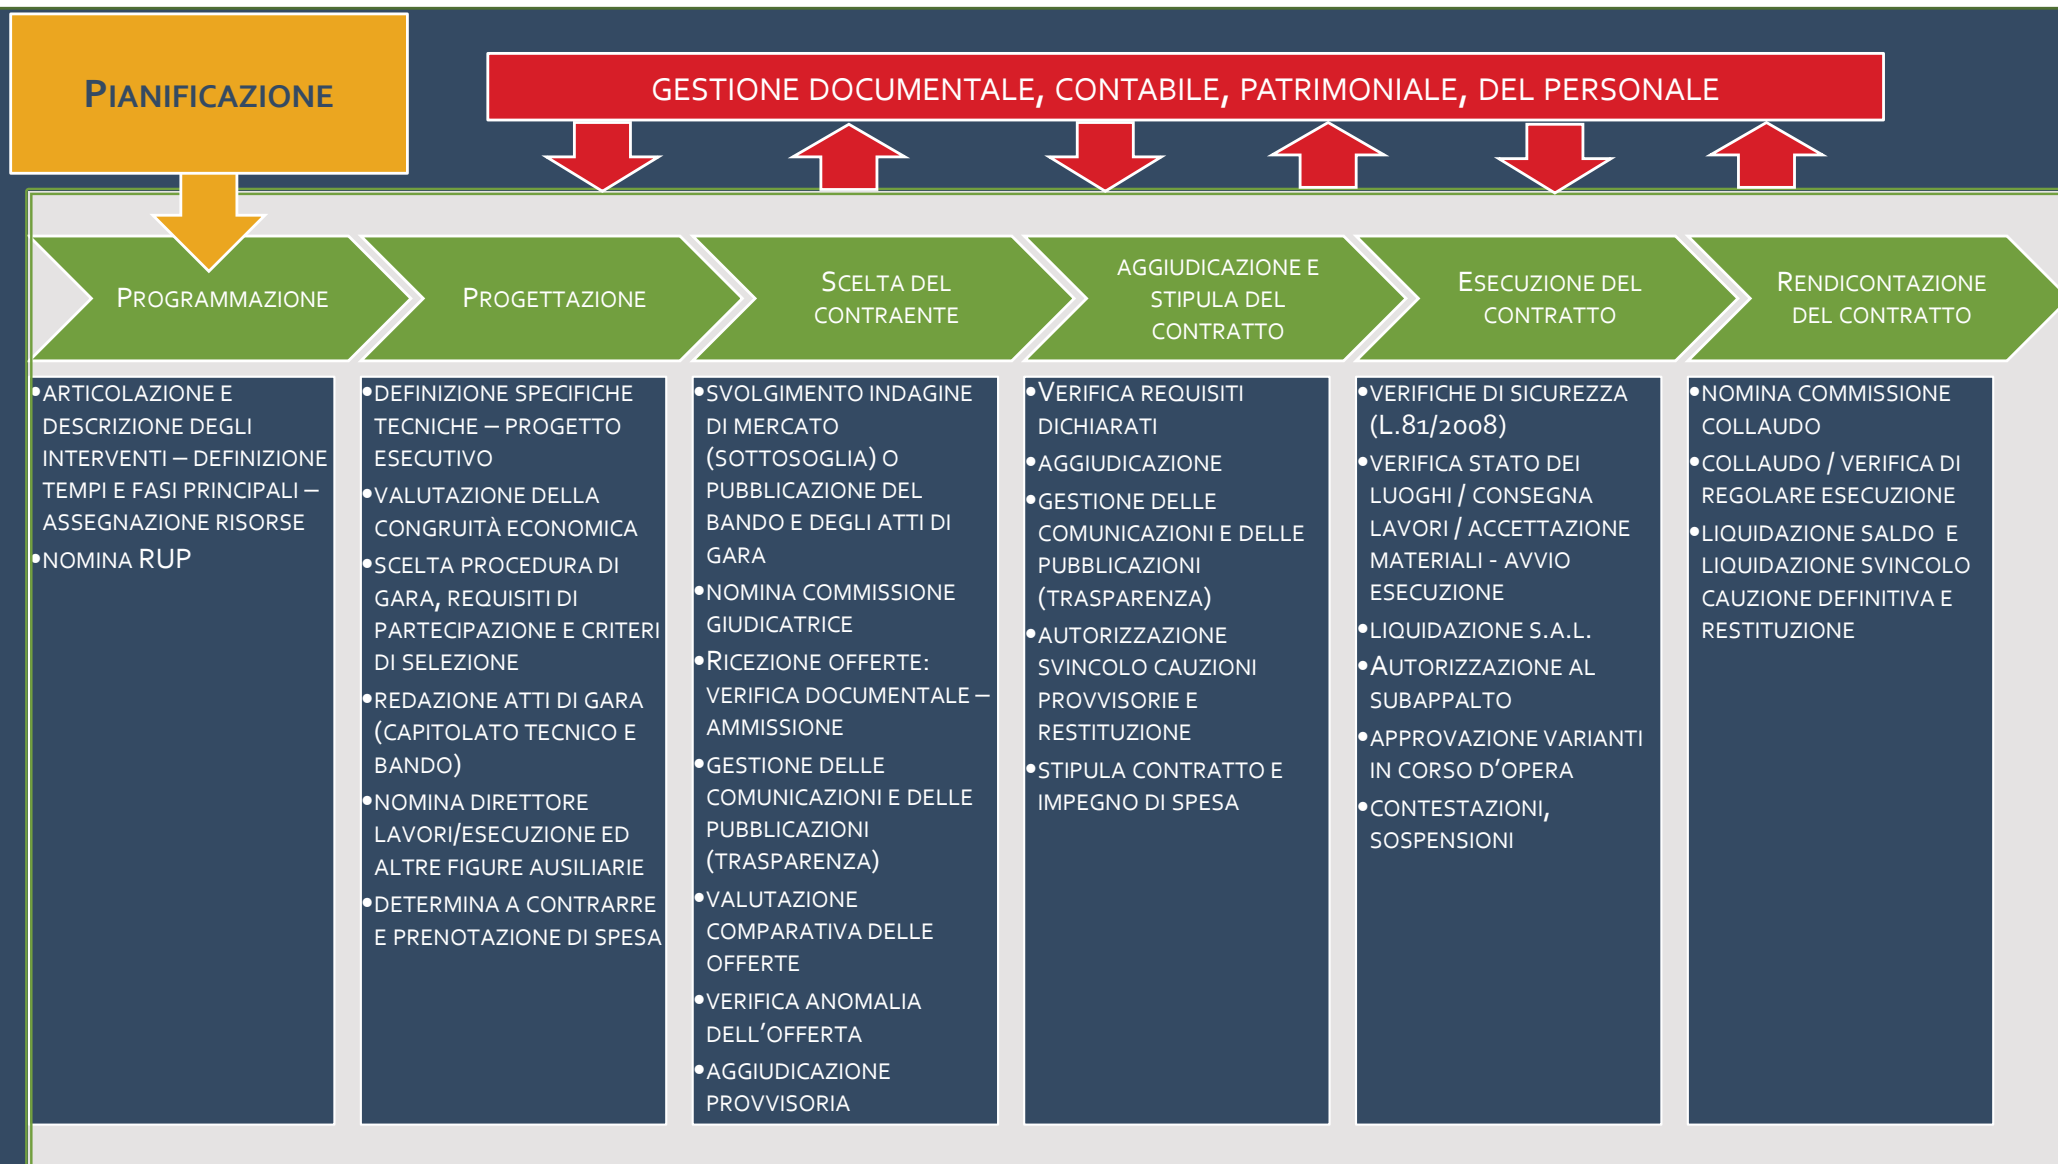 Pianificazione
gestione documentale, contabile, patrimoniale, del personale
Programmazione
Progettazione
Scelta del
contraente
aggiudicazione e
stipula del
contratto
Esecuzione del
contratto
Rendicontazione
del contratto
•articolazione e
descrizione degli
interventi – definizione
tempi e fasi principali –
assegnazione risorse
•nomina RUP
•definizione specifiche
tecniche – progetto
esecutivo
•valutazione della
congruità economica
•scelta procedura di
gara, requisiti di
partecipazione e criteri
di selezione
•redazione atti di gara
(capitolato tecnico e
bando)
•nomina direttore
lavori/esecuzione ed
altre figure ausiliarie
•determina a contrarre
e prenotazione di spesa
•svolgimento indagine
di mercato
(sottosoglia) o
pubblicazione del
bando e degli atti di
gara
•nomina commissione
giudicatrice
•Ricezione offerte:
verifica documentale –
ammissione
•gestione delle
comunicazioni e delle
pubblicazioni
(trasparenza)
•valutazione
comparativa delle
offerte
•verifica anomalia
dell’offerta
•aggiudicazione
provvisoria
•Verifica requisiti
dichiarati
•aggiudicazione
•gestione delle
comunicazioni e delle
pubblicazioni
(trasparenza)
•autorizzazione
svincolo cauzioni
provvisorie e
restituzione
•stipula contratto e
impegno di spesa
•verifiche di sicurezza
(L.81/2008)
•verifica stato dei
luoghi / consegna
lavori / accettazione
materiali - avvio
esecuzione
•liquidazione s.a.l.
•Autorizzazione al
subappalto
•approvazione varianti
in corso d’opera
•contestazioni,
sospensioni
•nomina commissione
collaudo
•collaudo / verifica di
regolare esecuzione
•liquidazione saldo e
liquidazione svincolo
cauzione definitiva e
restituzione